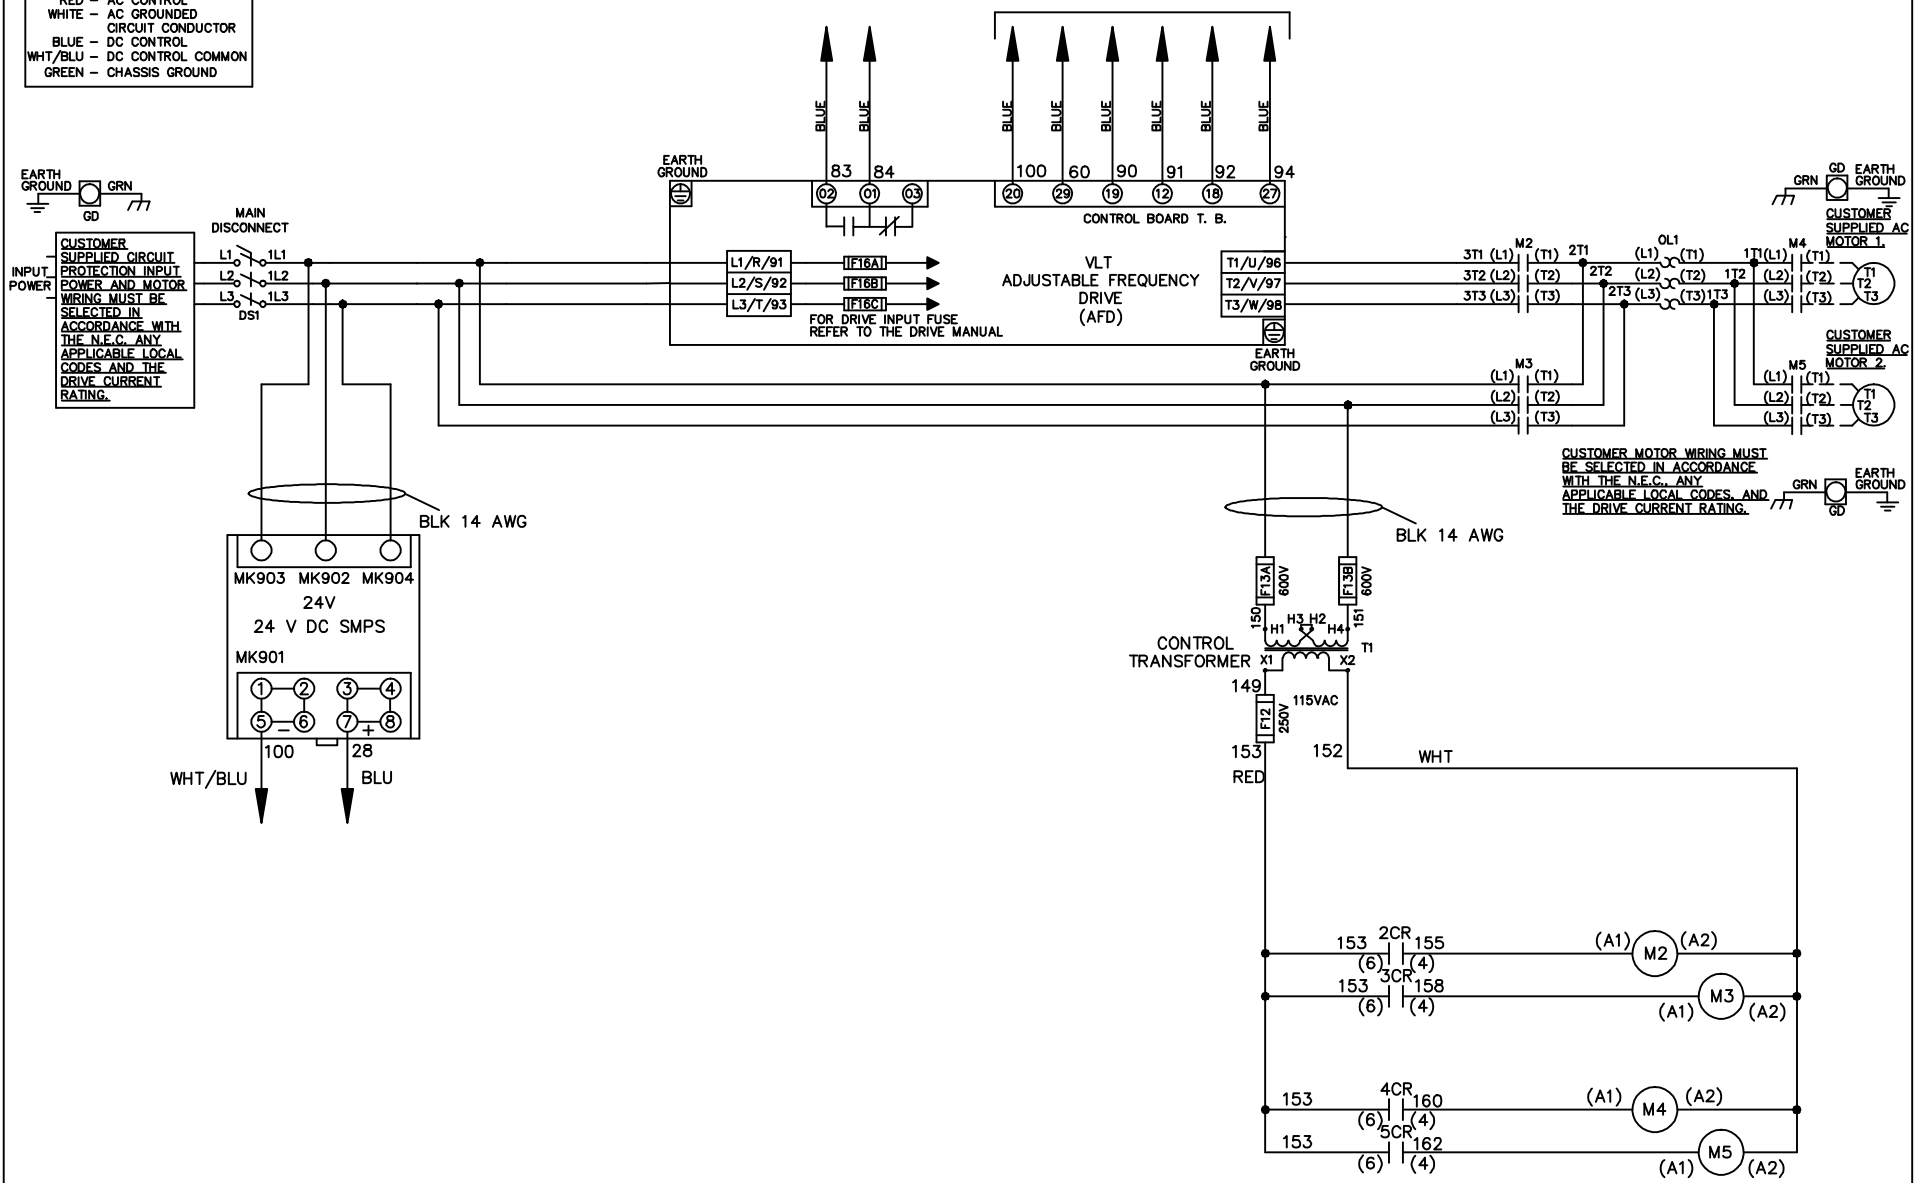 RED – AC CONTROL
WHITE – AC GROUNDED
CIRCUIT CONDUCTOR
BLUE – DC CONTROL
WHT/BLU – DC CONTROL COMMON
GREEN – CHASSIS GROUND
BLUE
BLUE
BLUE
BLUE
BLUE
BLUE
BLUE
BLUE
EARTH
GROUND
GRN
GD
MAIN
DISCONNECT
CUSTOMER
SUPPLIED CIRCUIT
PROTECTION INPUT
POWER AND MOTOR
WIRING MUST BE
SELECTED IN
ACCORDANCE WITH
THE N.E.C. ANY
APPLICABLE LOCAL
CODES AND THE
DRIVE CURRENT
RATING.
INPUT
POWER
L1 1L1
L2 1L2
L3 1L3
DS1
EARTH
GROUND
83 84
02 01 03
100 60 90 91 92 94
20 29 19 12 18 27
CONTROL BOARD T. B.
L1/R/91
L2/S/92
L3/T/93
F16A
F16B
F16C
FOR DRIVE INPUT FUSE
REFER TO THE DRIVE MANUAL
VLT
ADJUSTABLE FREQUENCY
DRIVE
(AFD)
T1/U/96
T2/V/97
T3/W/98
EARTH
GROUND
M2
3T1 (L1) (T1) 2T1
3T2 (L2) (T2) 2T2
3T3 (L3) (T3) 2T3
OL1
(L1) (T1) 1T1
(L2) (T2) 1T2
(L3) (T3) 1T3
M4
(L1) (T1)
(L2) (T2)
(L3) (T3)
T1
T2
T3
GRN
GD
EARTH
GROUND
CUSTOMER
SUPPLIED AC
MOTOR 1.
M3
(L1) (T1)
(L2) (T2)
(L3) (T3)
CUSTOMER
SUPPLIED AC
MOTOR 2.
M5
(L1) (T1)
(L2) (T2)
(L3) (T3)
T1
T2
T3
CUSTOMER MOTOR WIRING MUST
BE SELECTED IN ACCORDANCE
WITH THE N.E.C., ANY
APPLICABLE LOCAL CODES, AND
THE DRIVE CURRENT RATING.
GRN
GD
EARTH
GROUND
BLK 14 AWG
MK903 MK902 MK904
24V
24 V DC SMPS
MK901
1 2 3 4
5 6 7 8
– +
100 28
WHT/BLU BLU
BLK 14 AWG
F13A
600V
F13B
600V
150
151
H1 H3 H2 H4
T1
CONTROL
TRANSFORMER
X1 X2
149
115VAC
F12
250V
153
RED
152
WHT
2CR
153 155
(6) (4)
(A1) M2 (A2)
3CR
153 158
(6) (4)
(A1) M3 (A2)
4CR
153 160
(6) (4)
(A1) M4 (A2)
5CR
153 162
(6) (4)
(A1) M5 (A2)